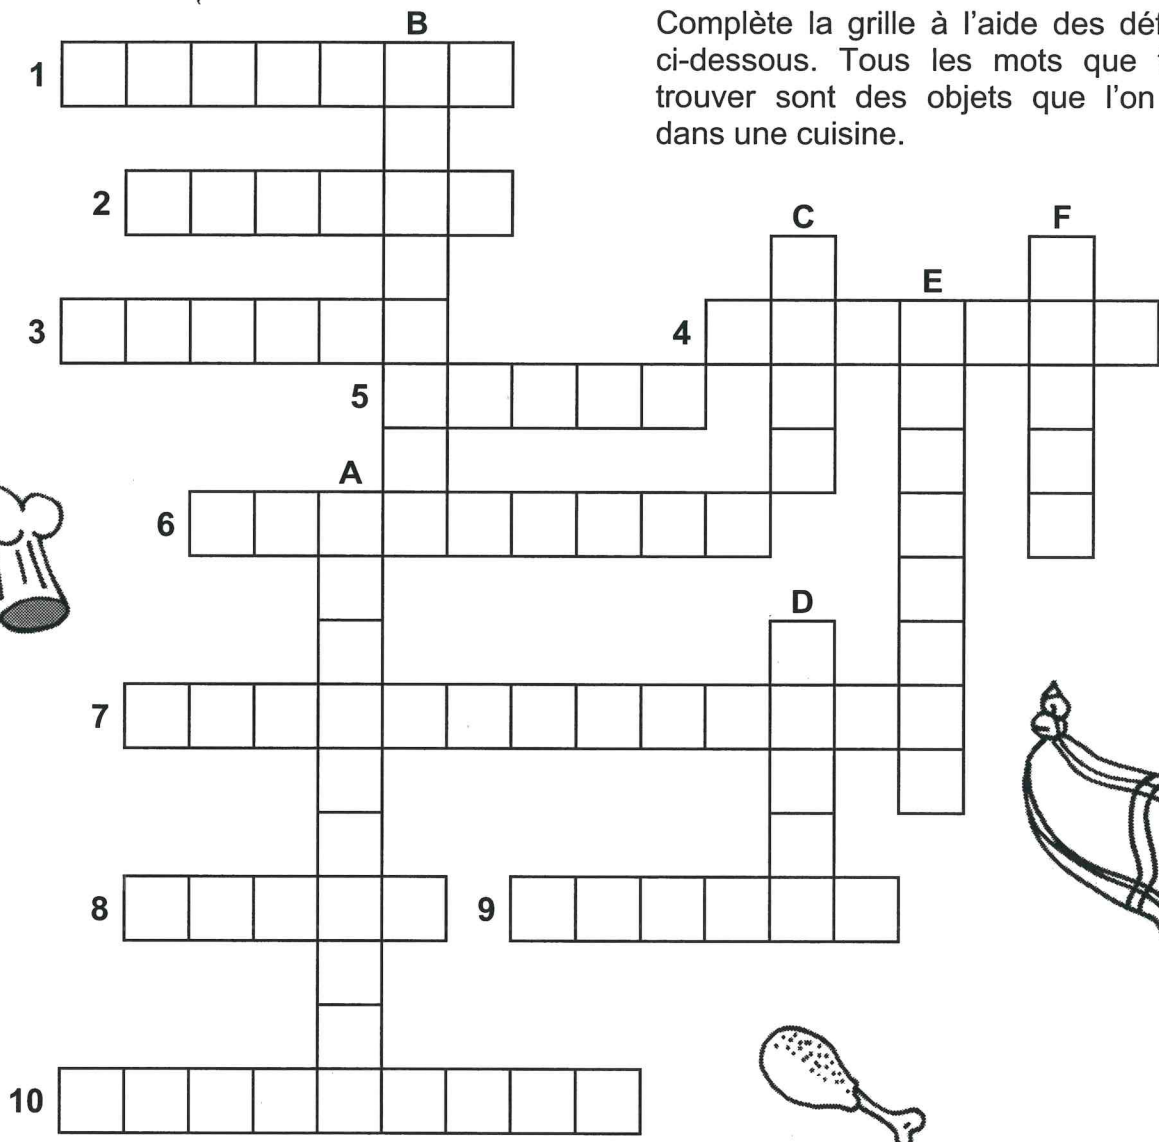 Complète la grille à l'aide des
ci-dessous. Tous les mots que
trouver sont des objets que l'on
dans une cuisine.
B
1
2
C
F
E
3
4
5
A
6
D
7
8
9
10